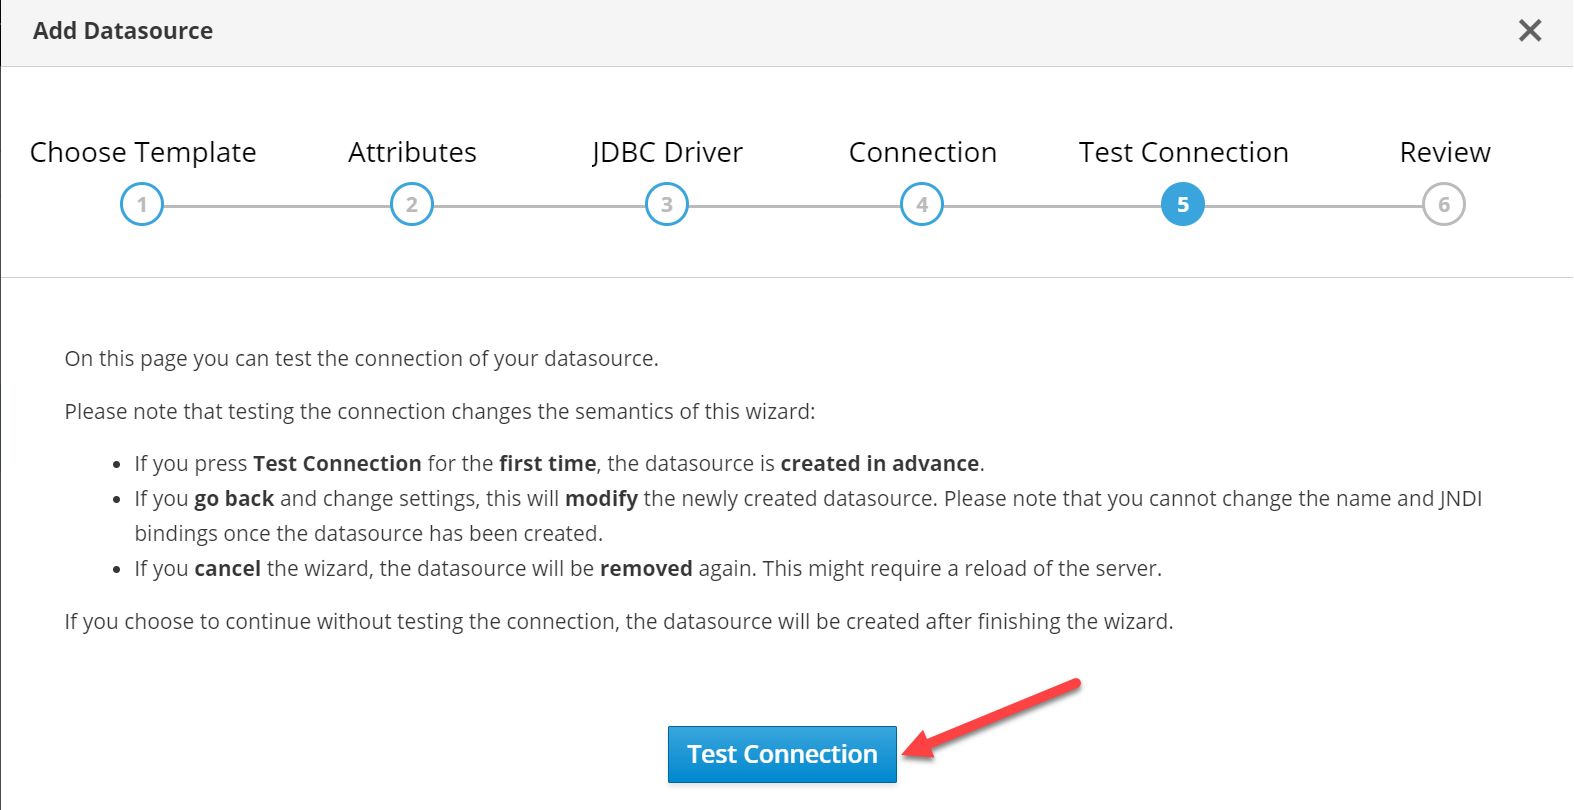 Add Datasource
Choose Template Attributes JDBC Driver Connection Test Connection Review
1 2 3 4 5 6
On this page you can test the connection of your datasource.
Please note that testing the connection changes the semantics of this wizard:
• If you press Test Connection for the first time, the datasource is created in advance.
• If you go back and change settings, this will modify the newly created datasource. Please note that you cannot change the name and JNDI
bindings once the datasource has been created.
• If you cancel the wizard, the datasource will be removed again. This might require a reload of the server.
If you choose to continue without testing the connection, the datasource will be created after finishing the wizard.
Test Connection